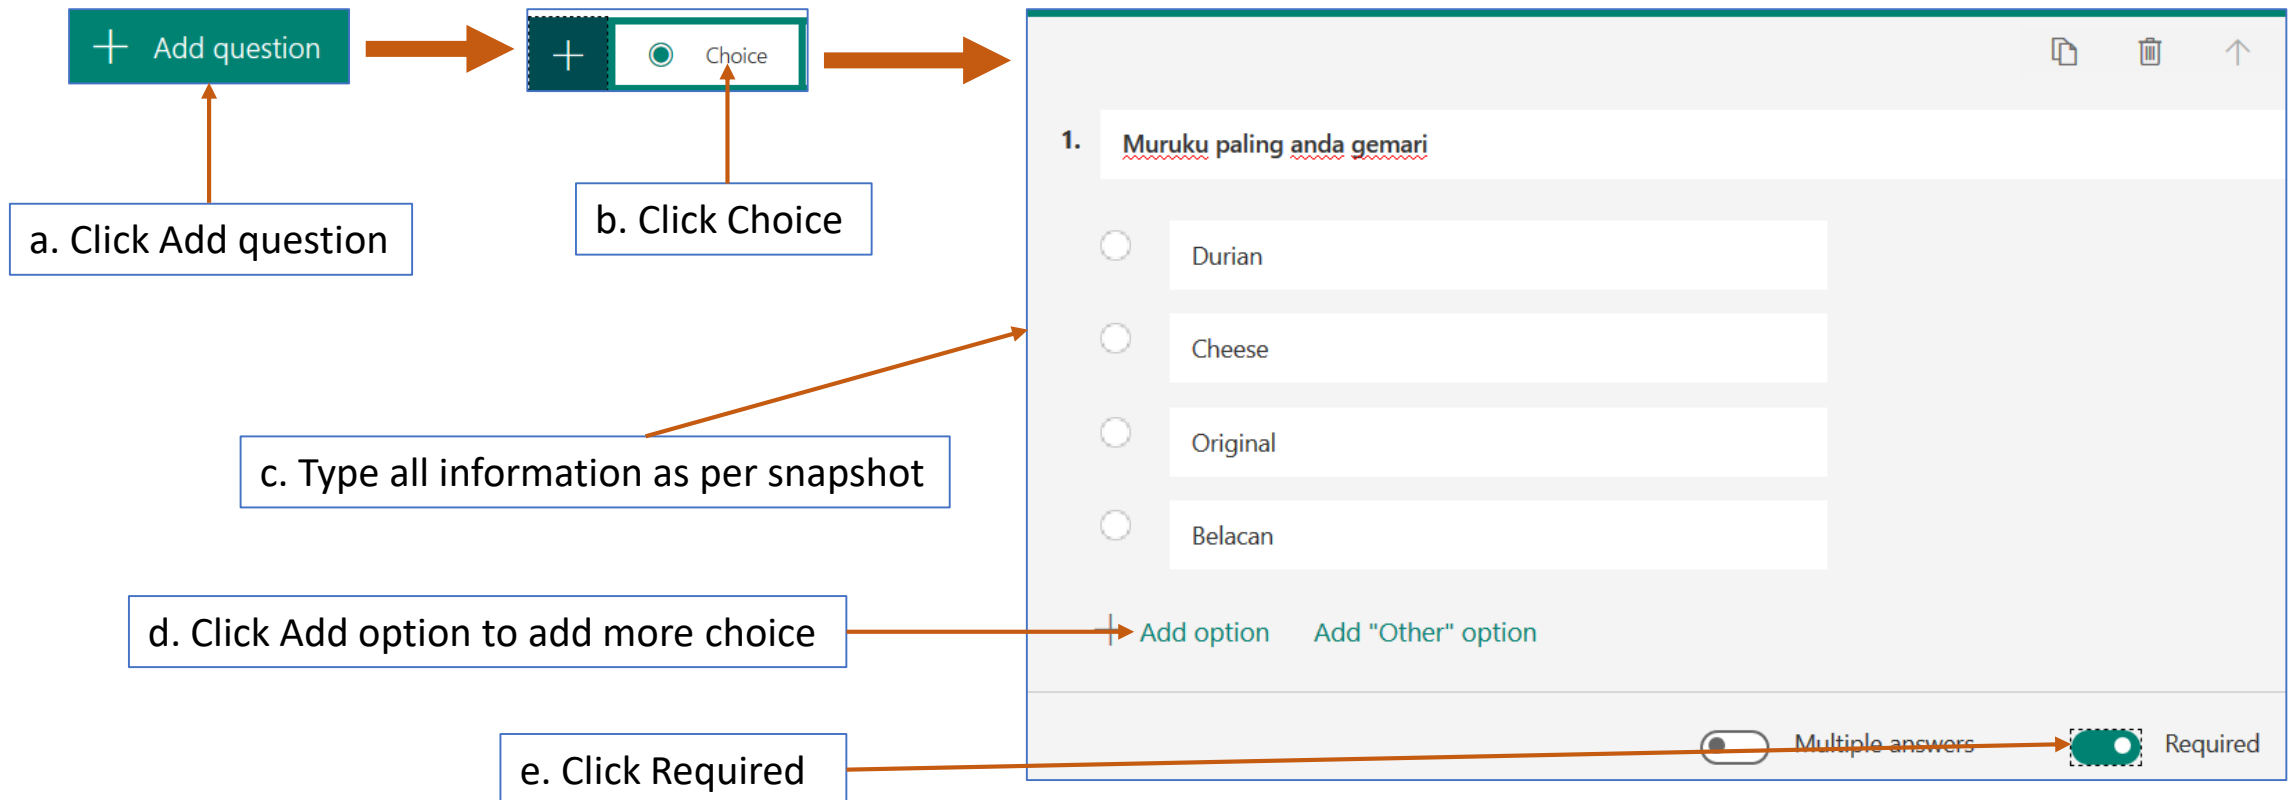 Add question
Choice
a. Click Add question
b. Click Choice
1. Muruku paling anda gemari
Durian
Cheese
Original
Belacan
c. Type all information as per snapshot
d. Click Add option to add more choice
Add option Add "Other" option
e. Click Required
Multiple answers Required